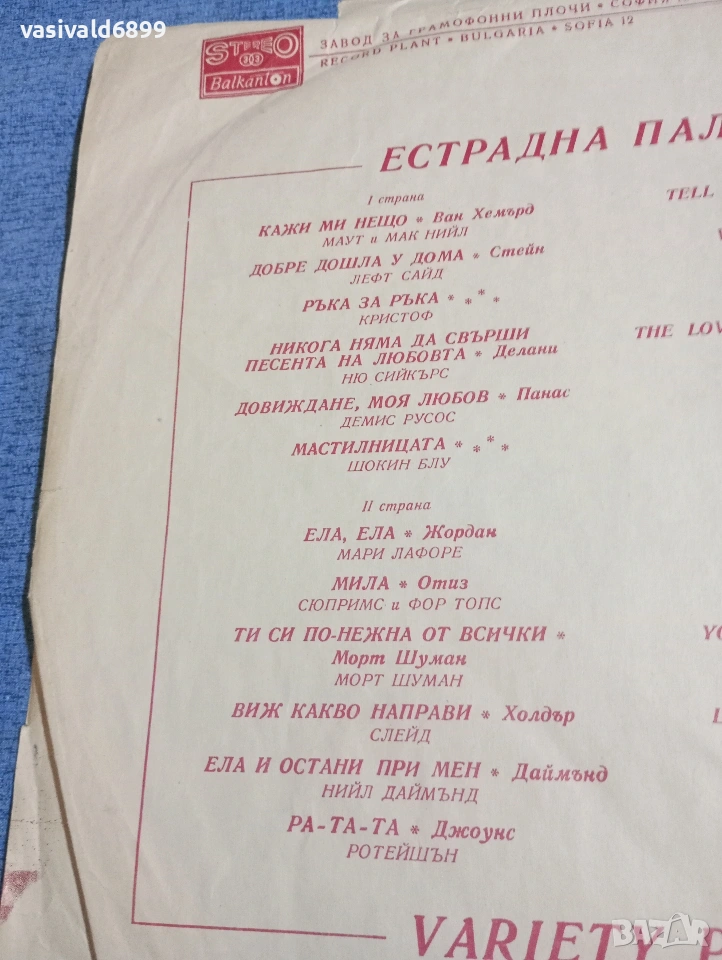 vasivald6899
STEREO
303
Balkanton
ЗАВОД ЗА ГРАМОФОННИ ПЛОЧИ • СОФИЯ
RECORD PLANT • BULGARIA • SOFIA 12
ЕСТРАДНА ПАЛ
I страна
КАЖИ МИ НЕЩО * Ван Хемърд
МАУТ и МАК НИЙЛ
ДОБРЕ ДОШЛА У ДОМА * Стейн
ЛЕФТ САЙД
РЪКА ЗА РЪКА * ***
КРИСТОФ
НИКОГА НЯМА ДА СВЪРШИ
ПЕСЕНТА НА ЛЮБОВТА * Делани
НЮ СИЙКЪРС
ДОВИЖДАНЕ, МОЯ ЛЮБОВ * Панас
ДЕМИС РУСОС
МАСТИЛНИЦАТА * ***
ШОКИН БЛУ
II страна
ЕЛА, ЕЛА * Жордан
МАРИ ЛАФОРЕ
МИЛА * Отиз
СЮПРИМС и ФОР ТОПС
ТИ СИ ПО-НЕЖНА ОТ ВСИЧКИ *
Морт Шуман
МОРТ ШУМАН
ВИЖ КАКВО НАПРАВИ * Холдър
СЛЕЙД
ЕЛА И ОСТАНИ ПРИ МЕН * Даймънд
НИЙЛ ДАЙМЪНД
РА-ТА-ТА * Джоунс
РОТЕЙШЪН
TELL
THE LOV
YO
VARIETY P
BAZAR